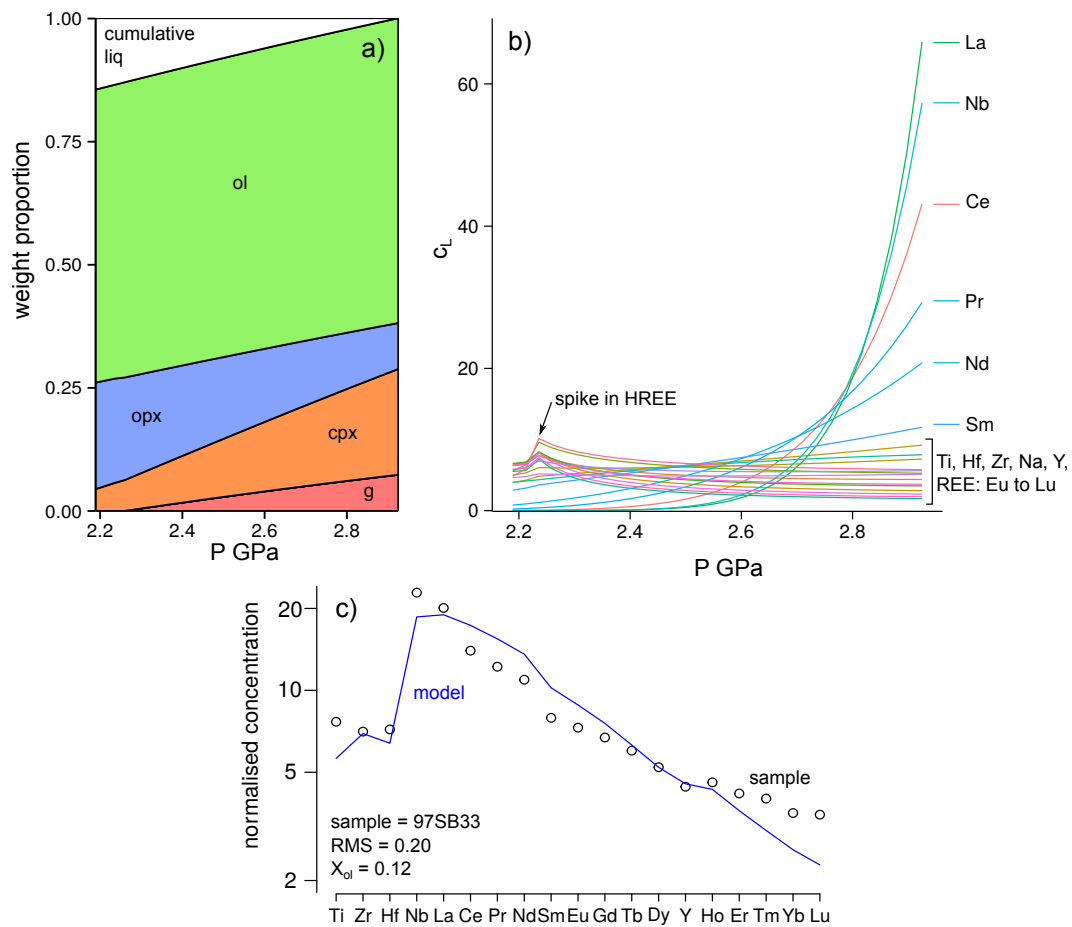 a)
cumulative
liq
ol
opx
cpx
g
weight proportion
1.00
0.75
0.50
0.25
0.00
2.2 2.4 2.6 2.8
P GPa
b)
c_L
60
40
20
0
spike in HREE
La
Nb
Ce
Pr
Nd
Sm
Ti, Hf, Zr, Na, Y,
REE: Eu to Lu
2.2 2.4 2.6 2.8
P GPa
c)
normalised concentration
20
10
5
2
model
sample
sample = 97SB33
RMS = 0.20
X_ol = 0.12
Ti Zr Hf Nb La Ce Pr Nd Sm Eu Gd Tb Dy Y Ho Er Tm Yb Lu